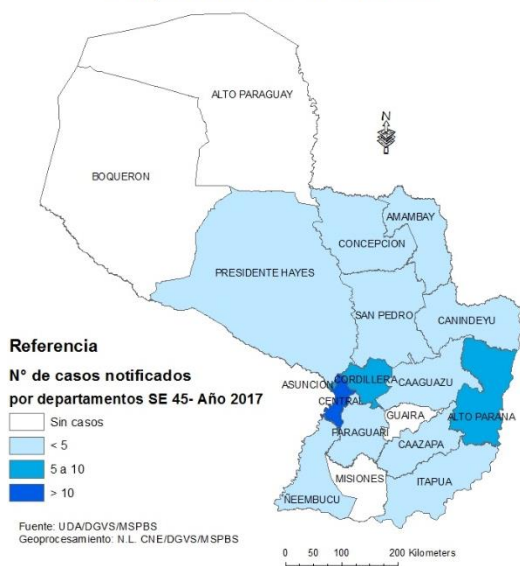 N
ALTO PARAGUAY
BOQUERON
AMAMBAY
CONCEPCION
PRESIDENTE HAYES
SAN PEDRO
CANINDEYU
ASUNCION
CORDILLERA
CAAGUAZU
CENTRAL
GUAIRA
ALTO PARANA
PARAGUARI
CAAZAPA
MISIONES
ITAPUA
ÑEEMBUCU
Referencia
N° de casos notificados
por departamentos SE 45- Año 2017
Sin casos
< 5
5 a 10
> 10
Fuente: UDA/DGVS/MSPBS
Geoprocesamiento: N.L. CNE/DGVS/MSPBS
0 50 100 200 Kilometers